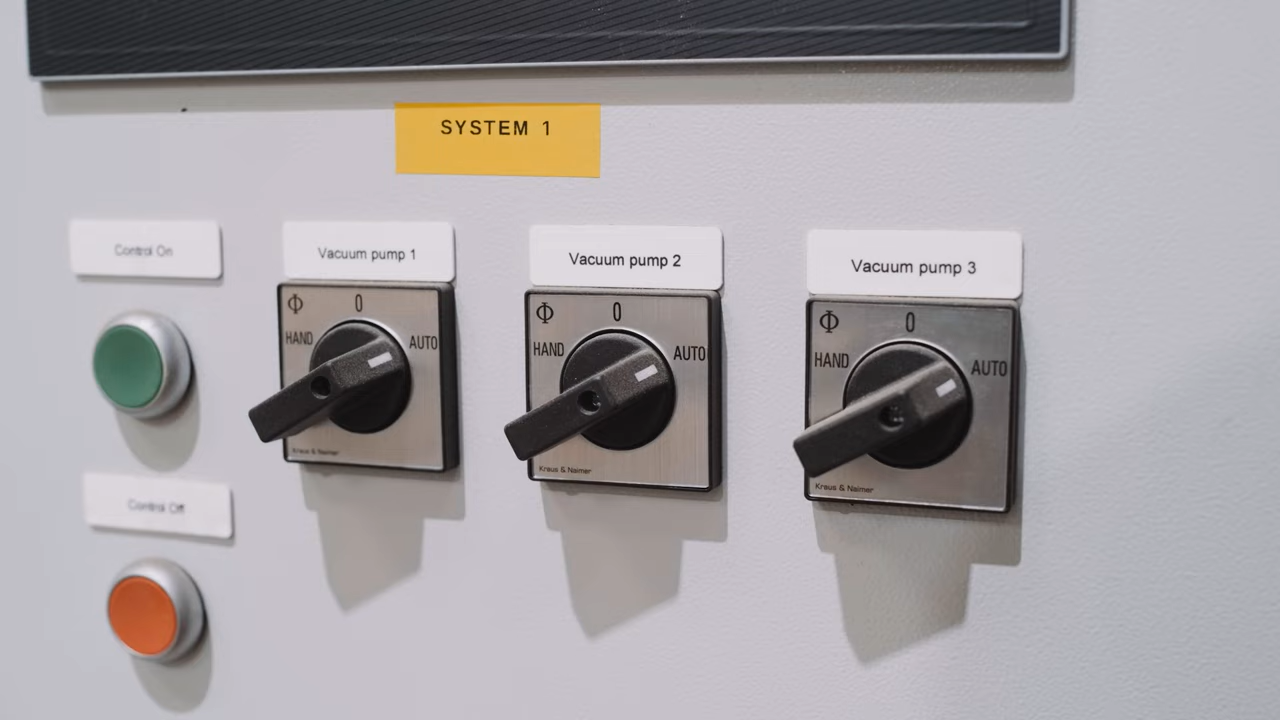 SYSTEM 1
Control On
Vacuum pump 1
Vacuum pump 2
Vacuum pump 3
Φ 0
HAND AUTO
Kraus & Naimer
Φ 0
HAND AUTO
Kraus & Naimer
Φ 0
HAND AUTO
Kraus & Naimer
Control Off